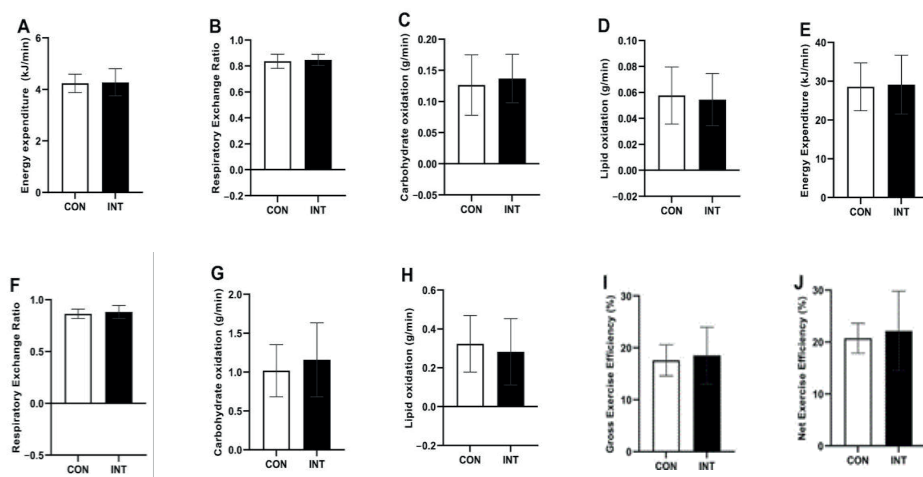 A
Energy expenditure (kJ/min)
6
4
2
0
CON INT
B
Respiratory Exchange Ratio
1.0
0.8
0.6
0.4
0.2
0.0
−0.2
CON INT
C
Carbohydrate oxidation (g/min)
0.20
0.15
0.10
0.05
0.00
−0.05
CON INT
D
Lipid oxidation (g/min)
0.10
0.08
0.06
0.04
0.02
0.00
−0.02
CON INT
E
Energy Expenditure (kJ/min)
40
30
20
10
0
CON INT
F
Respiratory Exchange Ratio
1.0
0.5
0.0
−0.5
CON INT
G
Carbohydrate oxidation (g/min)
2.0
1.5
1.0
0.5
0.0
CON INT
H
Lipid oxidation (g/min)
0.6
0.4
0.2
0.0
−0.2
CON INT
I
Gross Exercise Efficiency (%)
30
20
10
0
CON INT
J
Net Exercise Efficiency (%)
30
20
10
0
CON INT